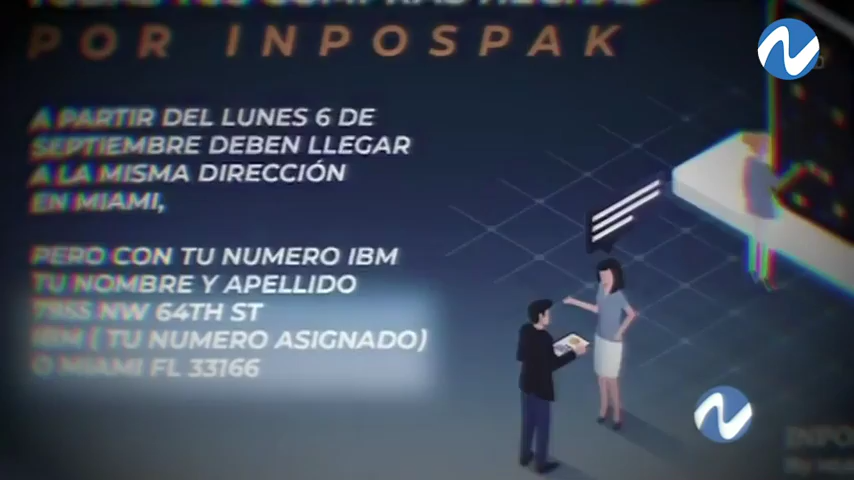 POR INPOSPAK
A PARTIR DEL LUNES 6 DE
SEPTIEMBRE DEBEN LLEGAR
A LA MISMA DIRECCIÓN
EN MIAMI,
PERO CON TU NUMERO IBM
TU NOMBRE Y APELLIDO
NW 64TH ST
IBM ( TU NUMERO ASIGNADO)
O MIAMI FL 33166